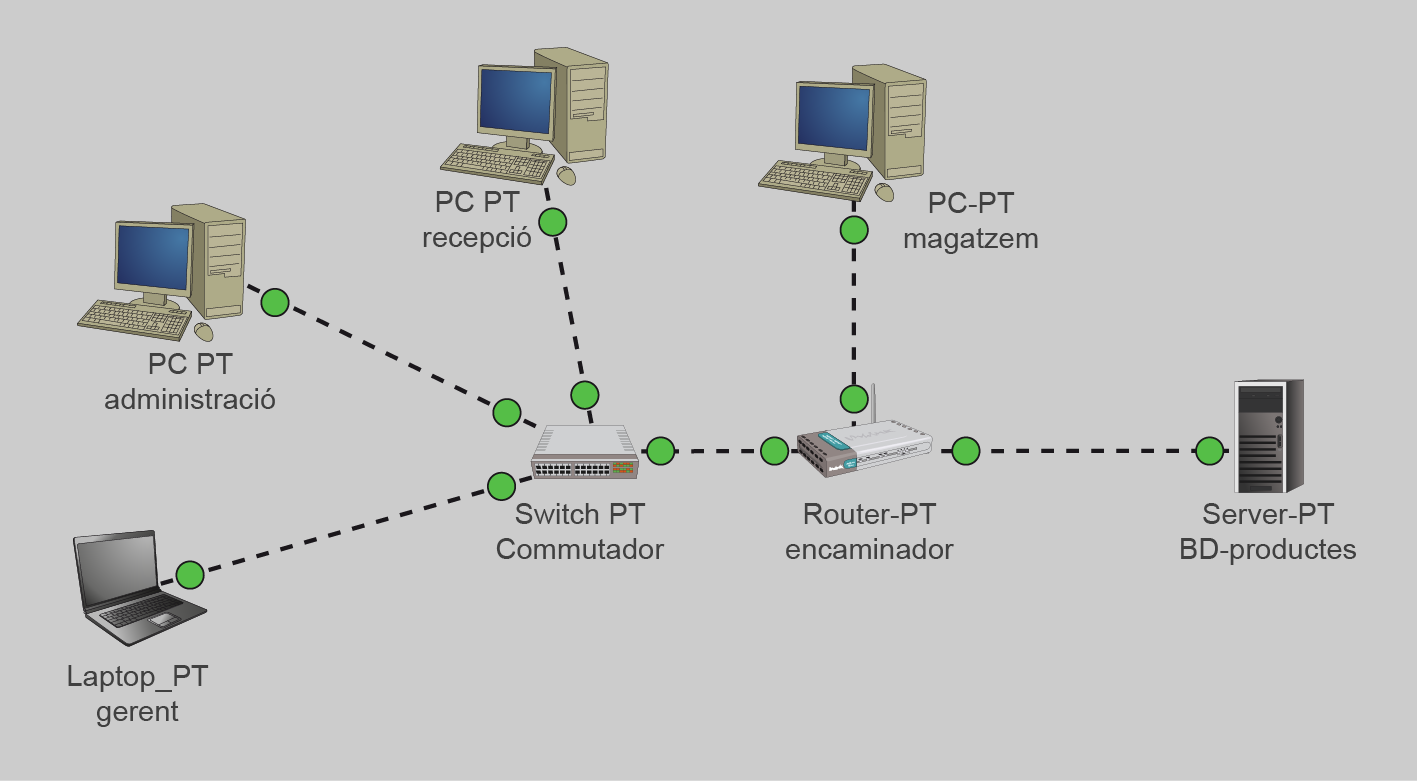 PC PT
recepció
PC-PT
magatzem
PC PT
administració
Switch PT
Commutador
Router-PT
encaminador
Server-PT
BD-productes
Laptop_PT
gerent